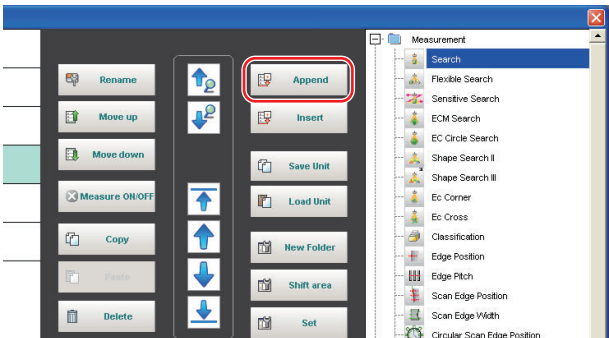 Rename
Move up
Move down
Measure ON/OFF
Copy
Paste
Delete
Append
Insert
Save Unit
Load Unit
New Folder
Shift area
Set
Measurement
Search
Flexible Search
Sensitive Search
ECM Search
EC Circle Search
Shape Search II
Shape Search III
Ec Corner
Ec Cross
Classification
Edge Position
Edge Pitch
Scan Edge Position
Scan Edge Width
Circular Scan Edge Position